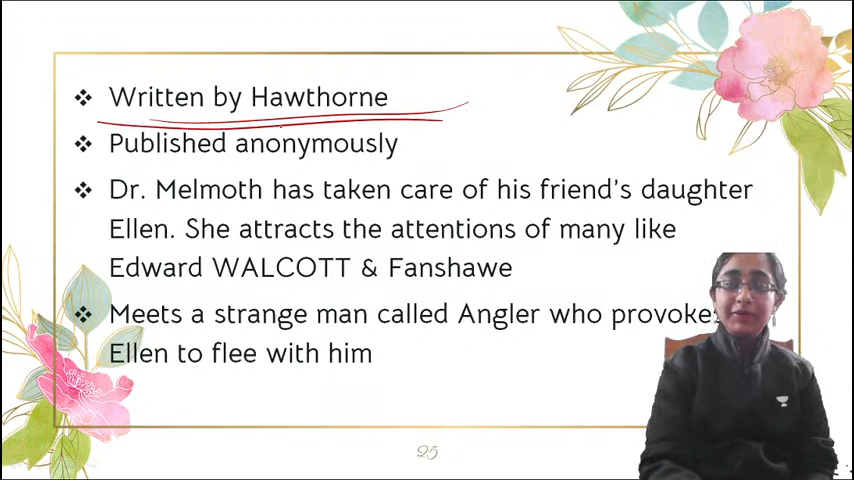 ❖ Written by Hawthorne
❖ Published anonymously
❖ Dr. Melmoth has taken care of his friend's daughter
Ellen. She attracts the attentions of many like
Edward WALCOTT & Fanshawe
❖ Meets a strange man called Angler who provoke
Ellen to flee with him
25